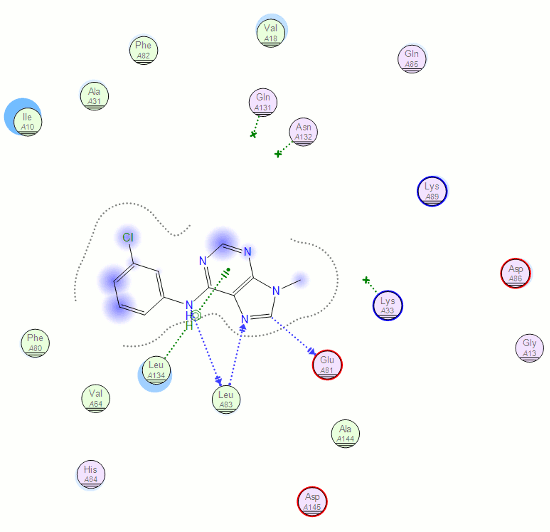 Val
A18
Phe
A82
Gln
A85
Ala
A31
Gln
A131
Ile
A10
Asn
A132
Lys
A89
Cl
N
N
Asp
A86
N
N
Lys
A33
N
H
H
Phe
A80
Gly
A13
Leu
A134
Glu
A81
Val
A64
Leu
A83
Ala
A144
His
A84
Asp
A145